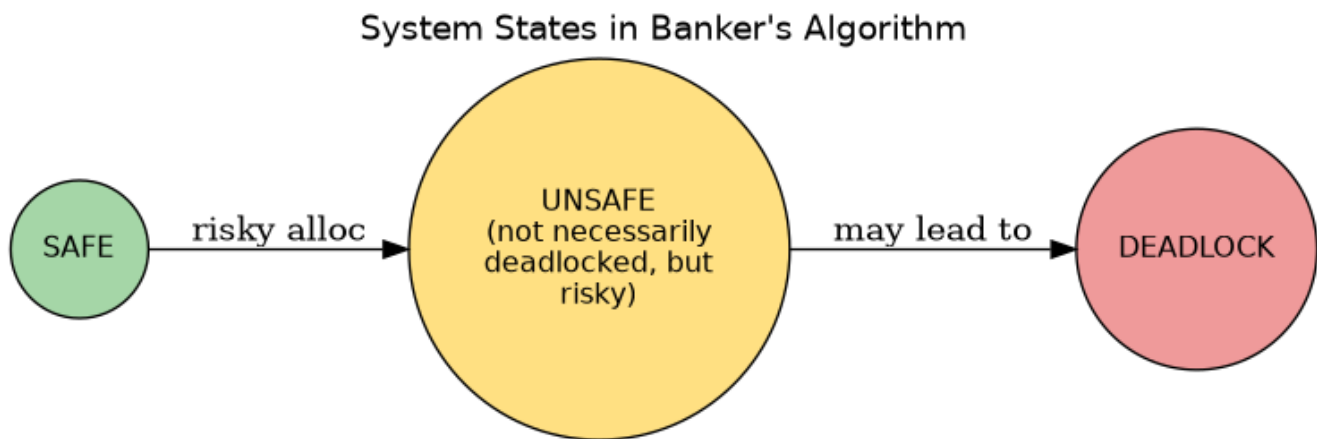 System States in Banker's Algorithm
SAFE
risky alloc
UNSAFE
(not necessarily
deadlocked, but
risky)
may lead to
DEADLOCK